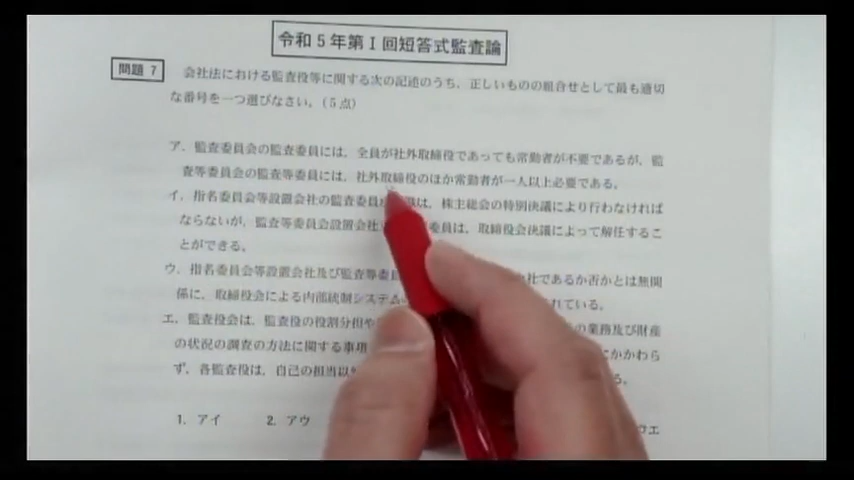 令和5年第Ⅰ回短答式監査論
問題 7
会社法における監査役等に関する次の記述のうち，正しいものの組合せとして最も適切
な番号を一つ選びなさい。（5点）
ア．監査委員会の監査委員には，全員が社外取締役であっても常勤者が不要であるが，監
査等委員会の監査委員には，社外取締役のほか常勤者が一人以上必要である。
イ．指名委員会等設置会社の監査委員 は，株主総会の特別決議により行わなければ
ならないが，監査等委員会設置会社 委員は，取締役会決議によって解任するこ
とができる。
ウ．指名委員会等設置会社及び監査等委 会社であるか否かとは無関
係に，取締役会による内部統制システム れている。
エ．監査役会は，監査役の役割分担や の業務及び財産
の状況の調査の方法に関する事項 にかかわら
ず，各監査役は，自己の担当以 る。
1. アイ 2. アウ ウエ